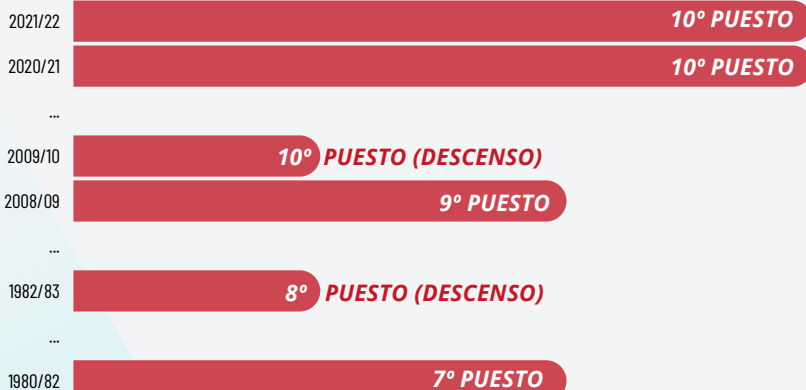 2021/22 10º PUESTO
2020/21 10º PUESTO
...
2009/10 10º PUESTO (DESCENSO)
2008/09 9º PUESTO
...
1982/83 8º PUESTO (DESCENSO)
...
1980/82 7º PUESTO